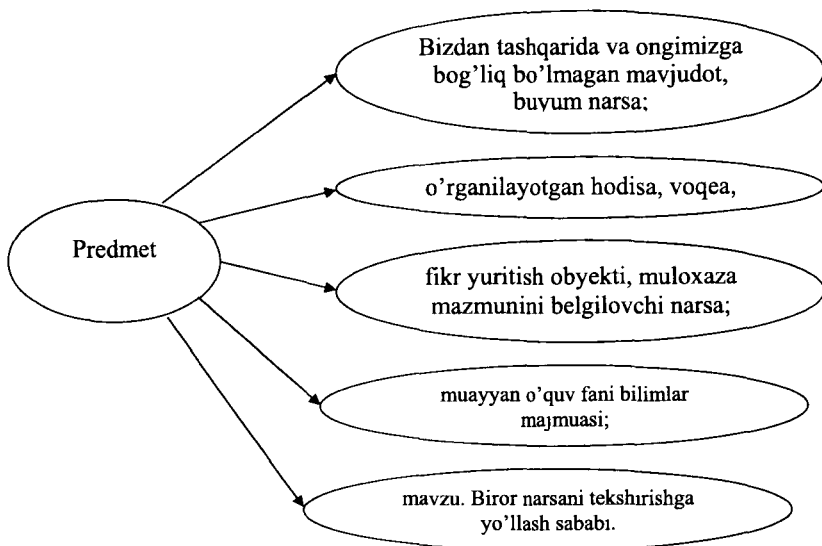 Bizdan tashqarida va ongimizga
bog’liq bo’lmagan mavjudot,
buyum narsa;
o’rganilayotgan hodisa, voqea,
Predmet
fikr yuritish obyekti, muloxaza
mazmunini belgilovchi narsa;
muayyan o’quv fani bilimlar
majmuasi;
mavzu. Biror narsani tekshirishga
yo’llash sababi.